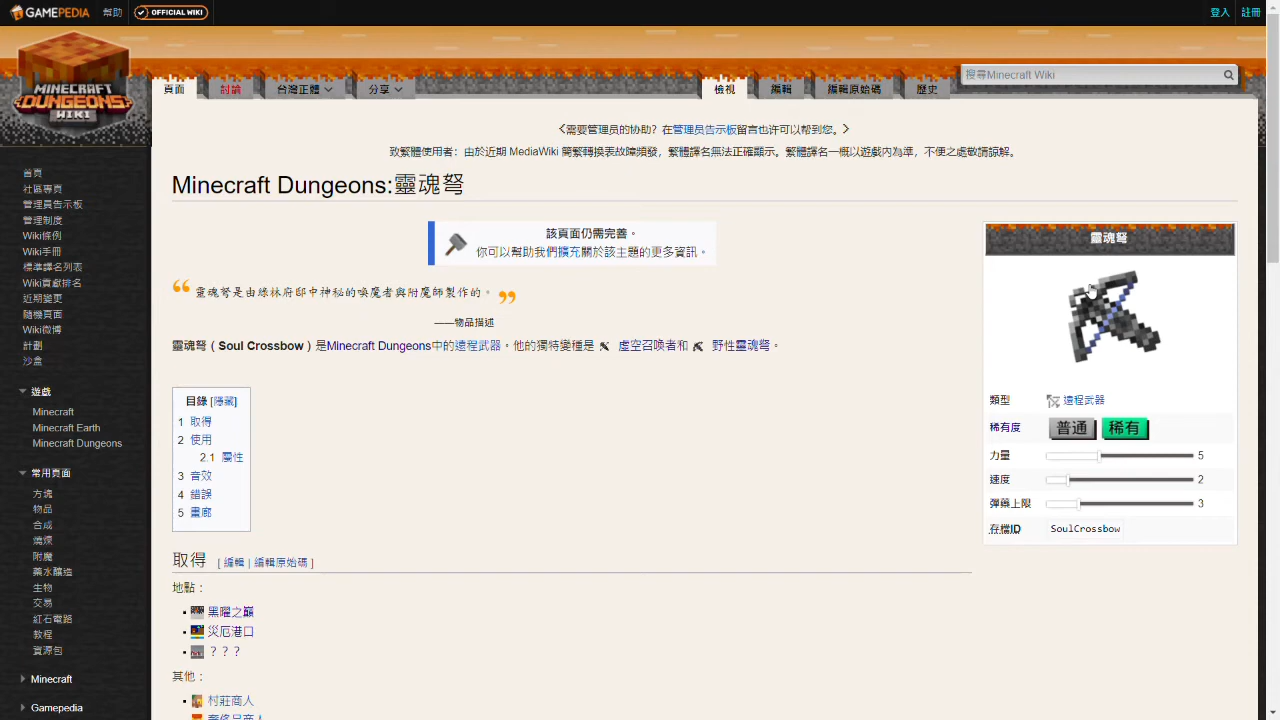 GAMEPEDIA 幫助 OFFICIAL WIKI 登入 註冊
MINECRAFT DUNGEONS WIKI
頁面 討論 台灣正體 分享 檢視 編輯 編輯原始碼 歷史 搜尋Minecraft Wiki
<需要管理员的协助？在管理员告示板留言也许可以帮到您。>
致繁體使用者：由於近期 MediaWiki 簡繁轉換表故障頻發，繁體譯名無法正確顯示。繁體譯名一概以遊戲內為準，不便之處敬請諒解。
Minecraft Dungeons:靈魂弩
首頁
社區專頁
管理員告示板
管理制度
Wiki條例
Wiki手冊
標準譯名列表
Wiki貢獻排名
近期變更
隨機頁面
Wiki微博
計劃
沙盒
遊戲
Minecraft
Minecraft Earth
Minecraft Dungeons
常用頁面
方塊
物品
合成
燒煉
附魔
藥水釀造
生物
交易
紅石電路
教程
資源包
Minecraft
Gamepedia
該頁面仍需完善。
你可以幫助我們擴充關於該主題的更多資訊。
“ 靈魂弩是由綠林府邸中神秘的喚魔者與附魔師製作的。 ”
——物品描述
靈魂弩（Soul Crossbow）是Minecraft Dungeons中的遠程武器。他的獨特變種是 虛空召喚者和 野性靈魂弩。
目錄 [隱藏]
1 取得
2 使用
2.1 屬性
3 音效
4 錯誤
5 畫廊
取得 [ 編輯 | 編輯原始碼 ]
地點：
黑曜之巔
災厄港口
？？？
其他：
村莊商人
奢侈品商人
靈魂弩
類型 遠程武器
稀有度 普通 稀有
力量 5
速度 2
彈藥上限 3
存檔ID SoulCrossbow